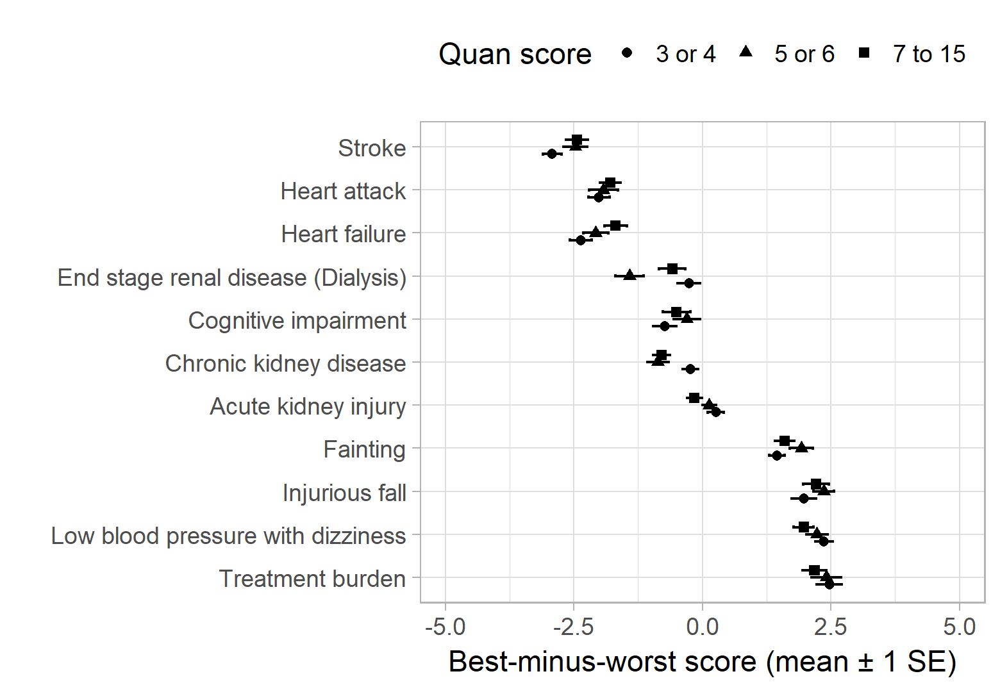 Quan score 3 or 4 5 or 6 7 to 15
Stroke
Heart attack
Heart failure
End stage renal disease (Dialysis)
Cognitive impairment
Chronic kidney disease
Acute kidney injury
Fainting
Injurious fall
Low blood pressure with dizziness
Treatment burden
-5.0 -2.5 0.0 2.5 5.0
Best-minus-worst score (mean ± 1 SE)